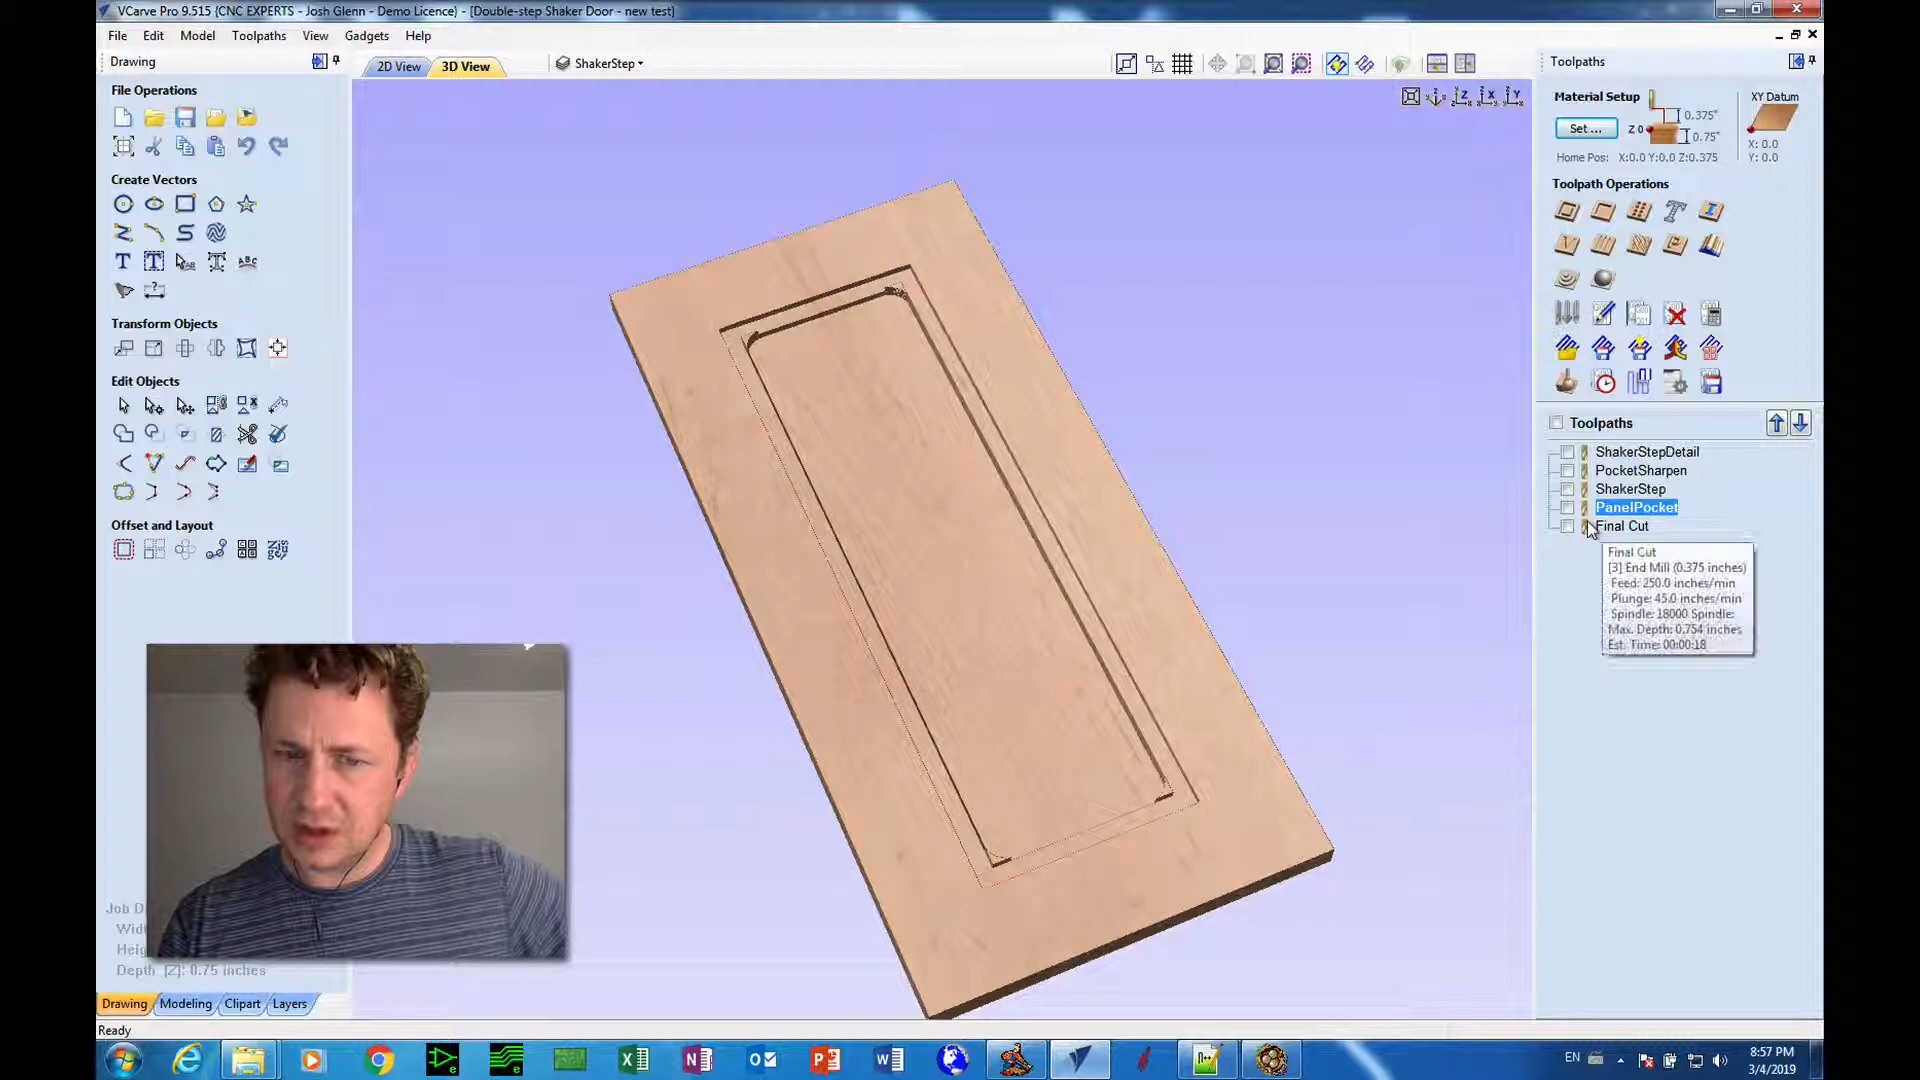 VCarve Pro 9.515 {CNC EXPERTS - Josh Glenn - Demo Licence} - [Double-step Shaker Door - new test]
File Edit Model Toolpaths View Gadgets Help
Drawing
File Operations
Create Vectors
Transform Objects
Edit Objects
Offset and Layout
2D View
3D View
ShakerStep
Toolpaths
Material Setup
Set ...
Z 0
0.375"
0.75"
XY Datum
X: 0.0
Y: 0.0
Home Pos: X:0.0 Y:0.0 Z:0.375
Toolpath Operations
Toolpaths
ShakerStepDetail
PocketSharpen
ShakerStep
PanelPocket
Final Cut
Final Cut
[3] End Mill (0.375 inches)
Feed: 250.0 inches/min
Plunge: 45.0 inches/min
Spindle: 18000 Spindle:
Max. Depth: 0.754 inches
Est. Time: 00:00:18
Job D
Widt
Heig
Depth [Z]: 0.75 inches
Drawing Modeling Clipart Layers
Ready
EN
8:57 PM
3/4/2019